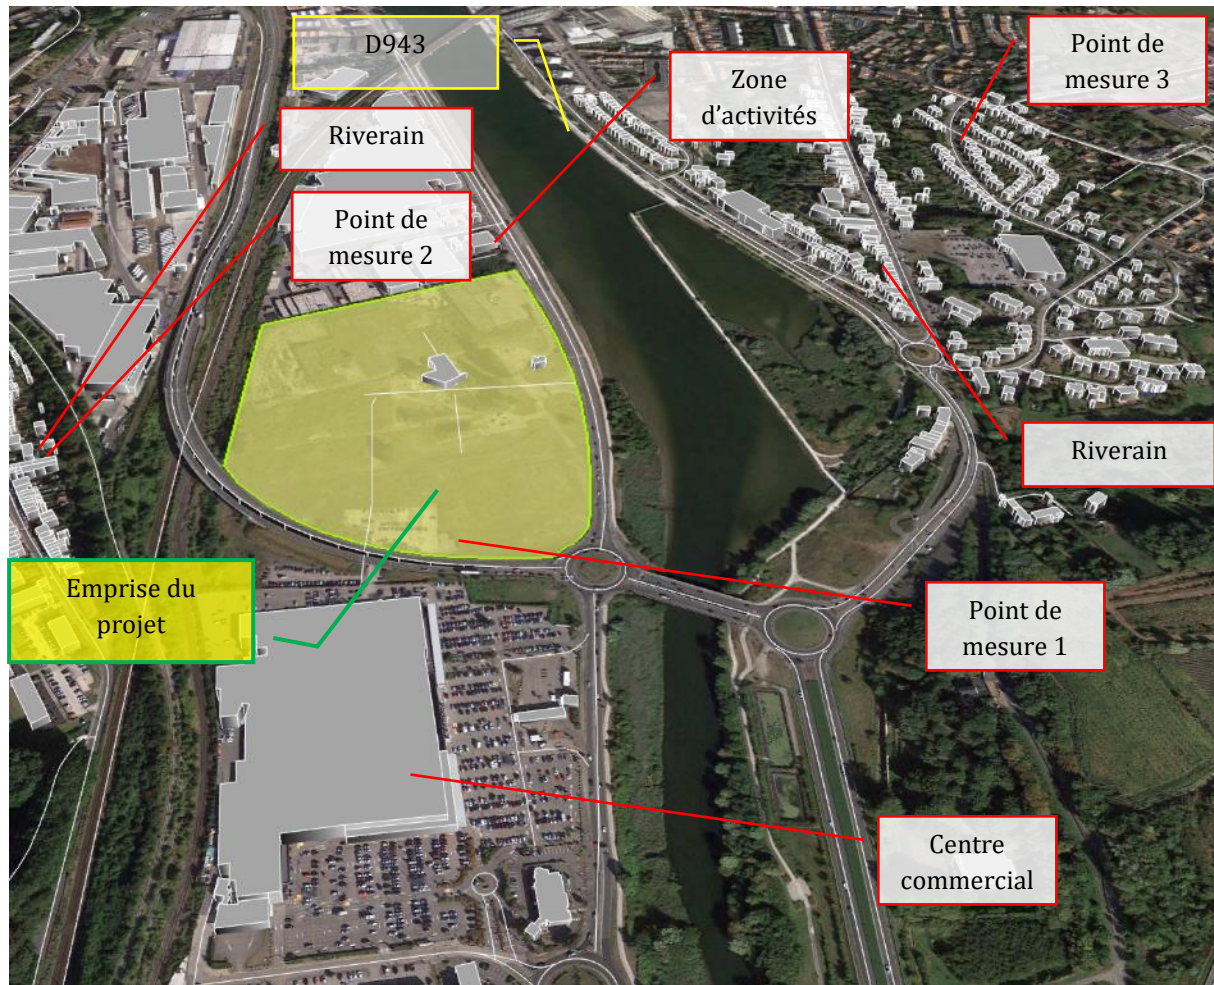 D943
Point de
mesure 3
Zone
d'activités
Riverain
Point de
mesure 2
Riverain
Emprise du
projet
Point de
mesure 1
Centre
commercial